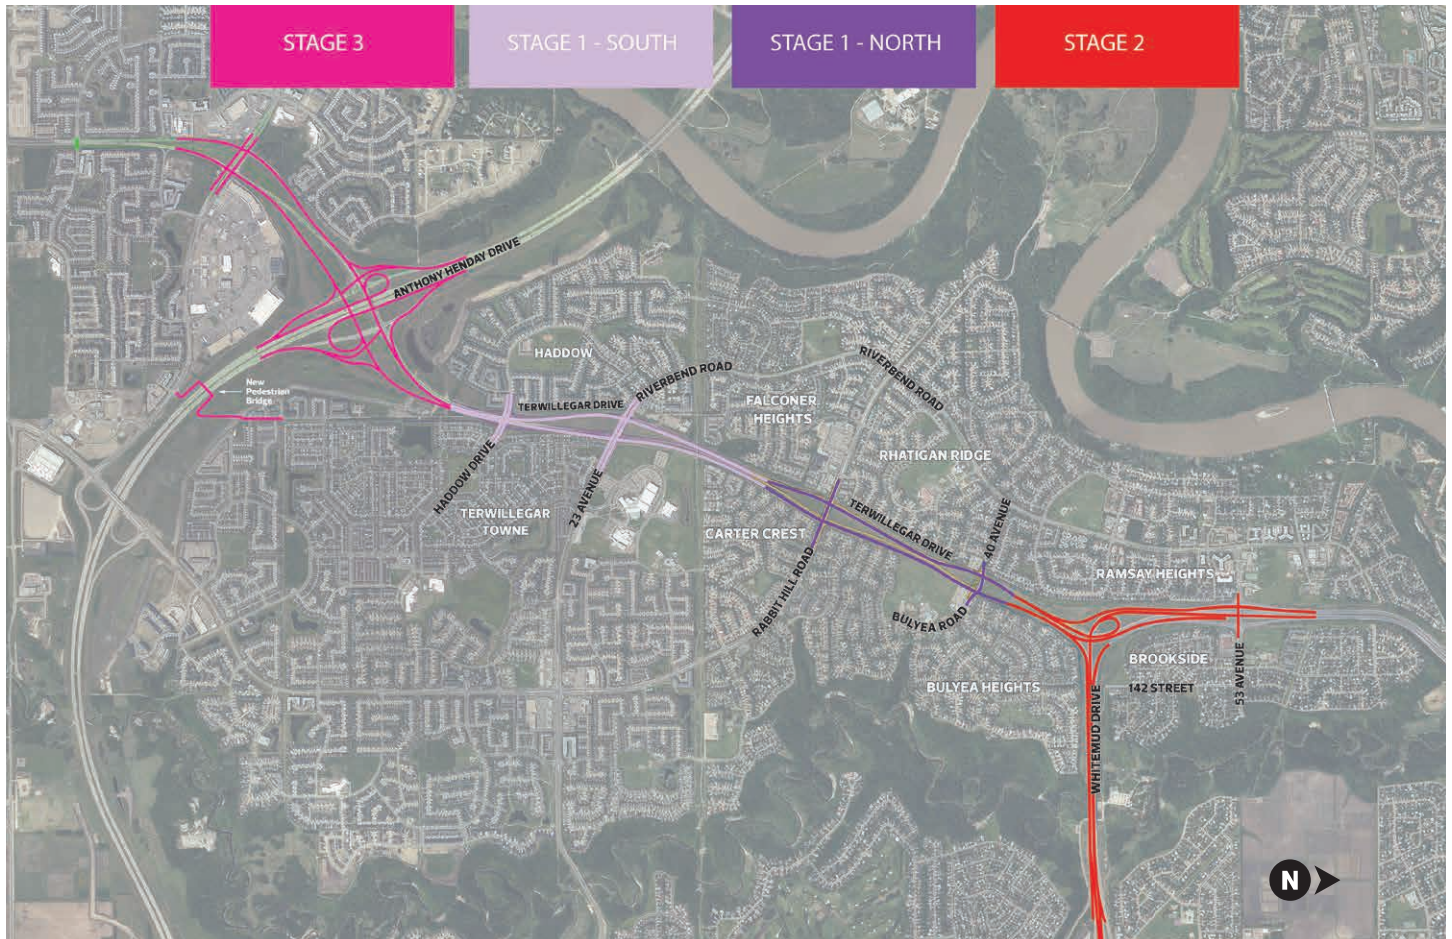 STAGE 3
STAGE 1 - SOUTH
STAGE 1 - NORTH
STAGE 2
ANTHONY HENDAY DRIVE
New
Pedestrian
Bridge
HADDOW
RIVERBEND ROAD
TERWILLEGAR DRIVE
RIVERBEND ROAD
FALCONER
HEIGHTS
HADDOW DRIVE
23 AVENUE
TERWILLEGAR
TOWNE
RHATIGAN RIDGE
CARTER CREST
TERWILLEGAR DRIVE
40 AVENUE
RABBIT HILL ROAD
BULYEA ROAD
RAMSAY HEIGHTS
BROOKSIDE
142 STREET
53 AVENUE
BULYEA HEIGHTS
WHITEMUD DRIVE
N